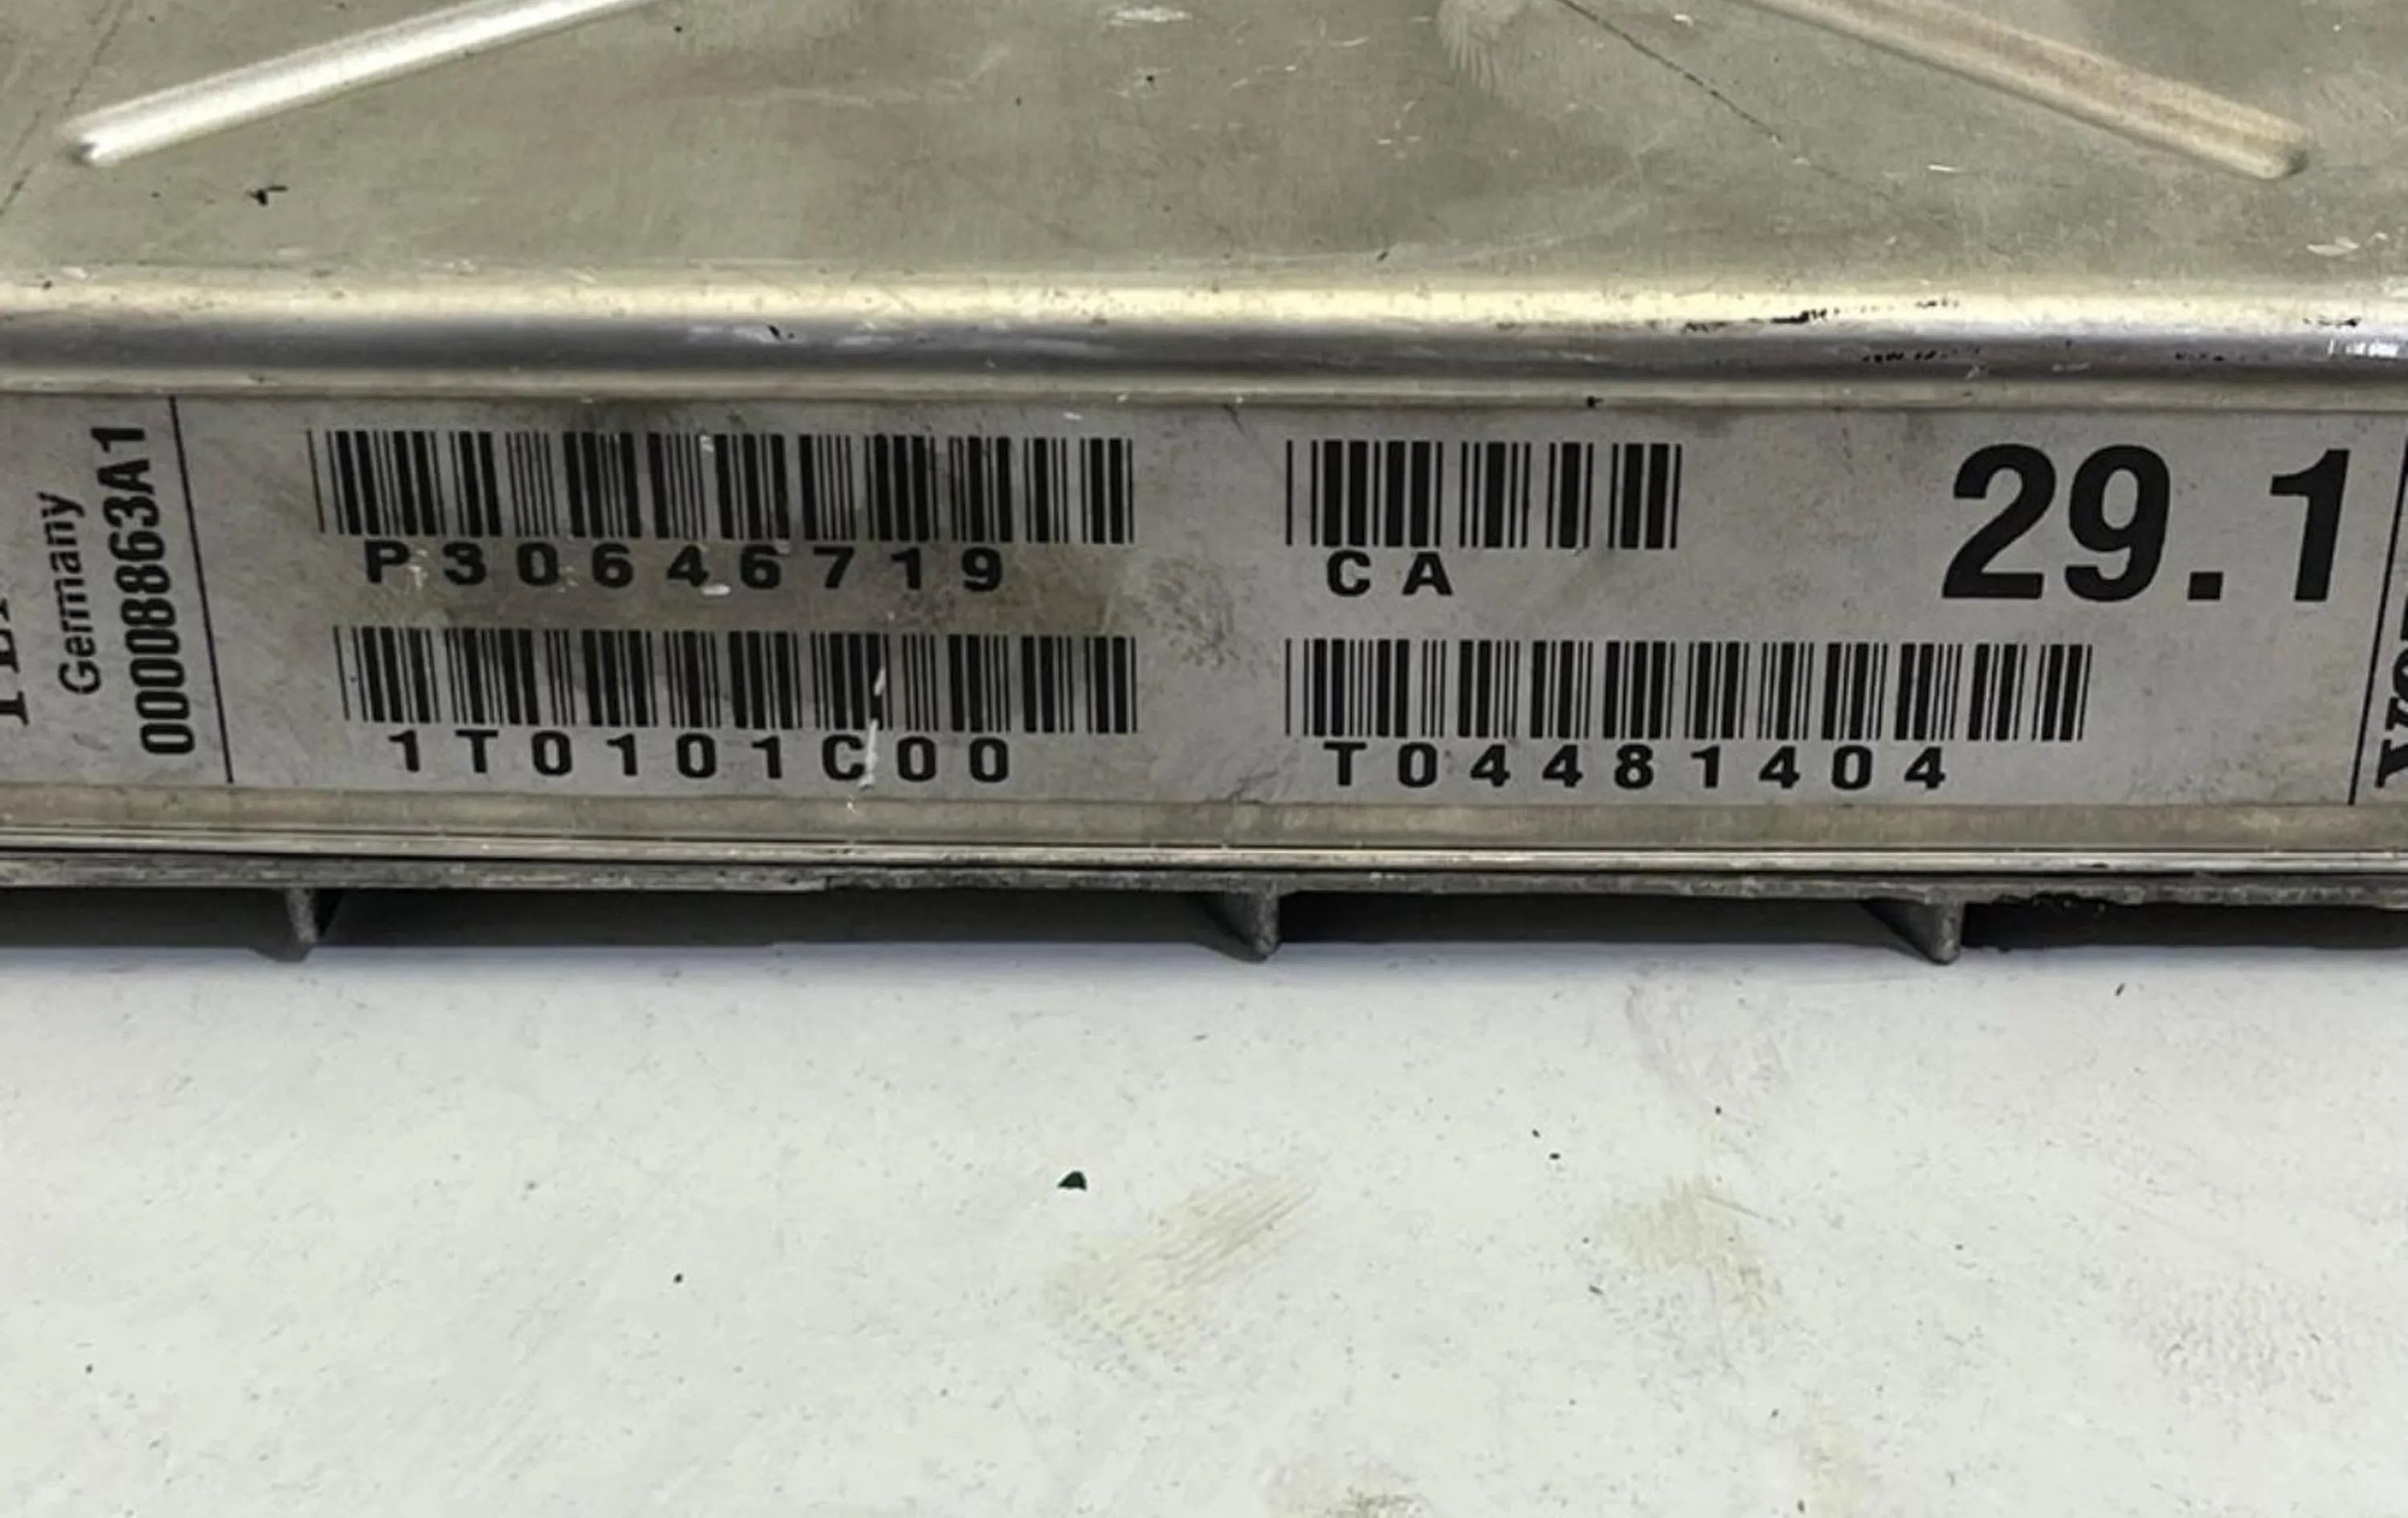 Germany
00008863A1
P30646719
CA
29.1
1T0101C00
T04481404